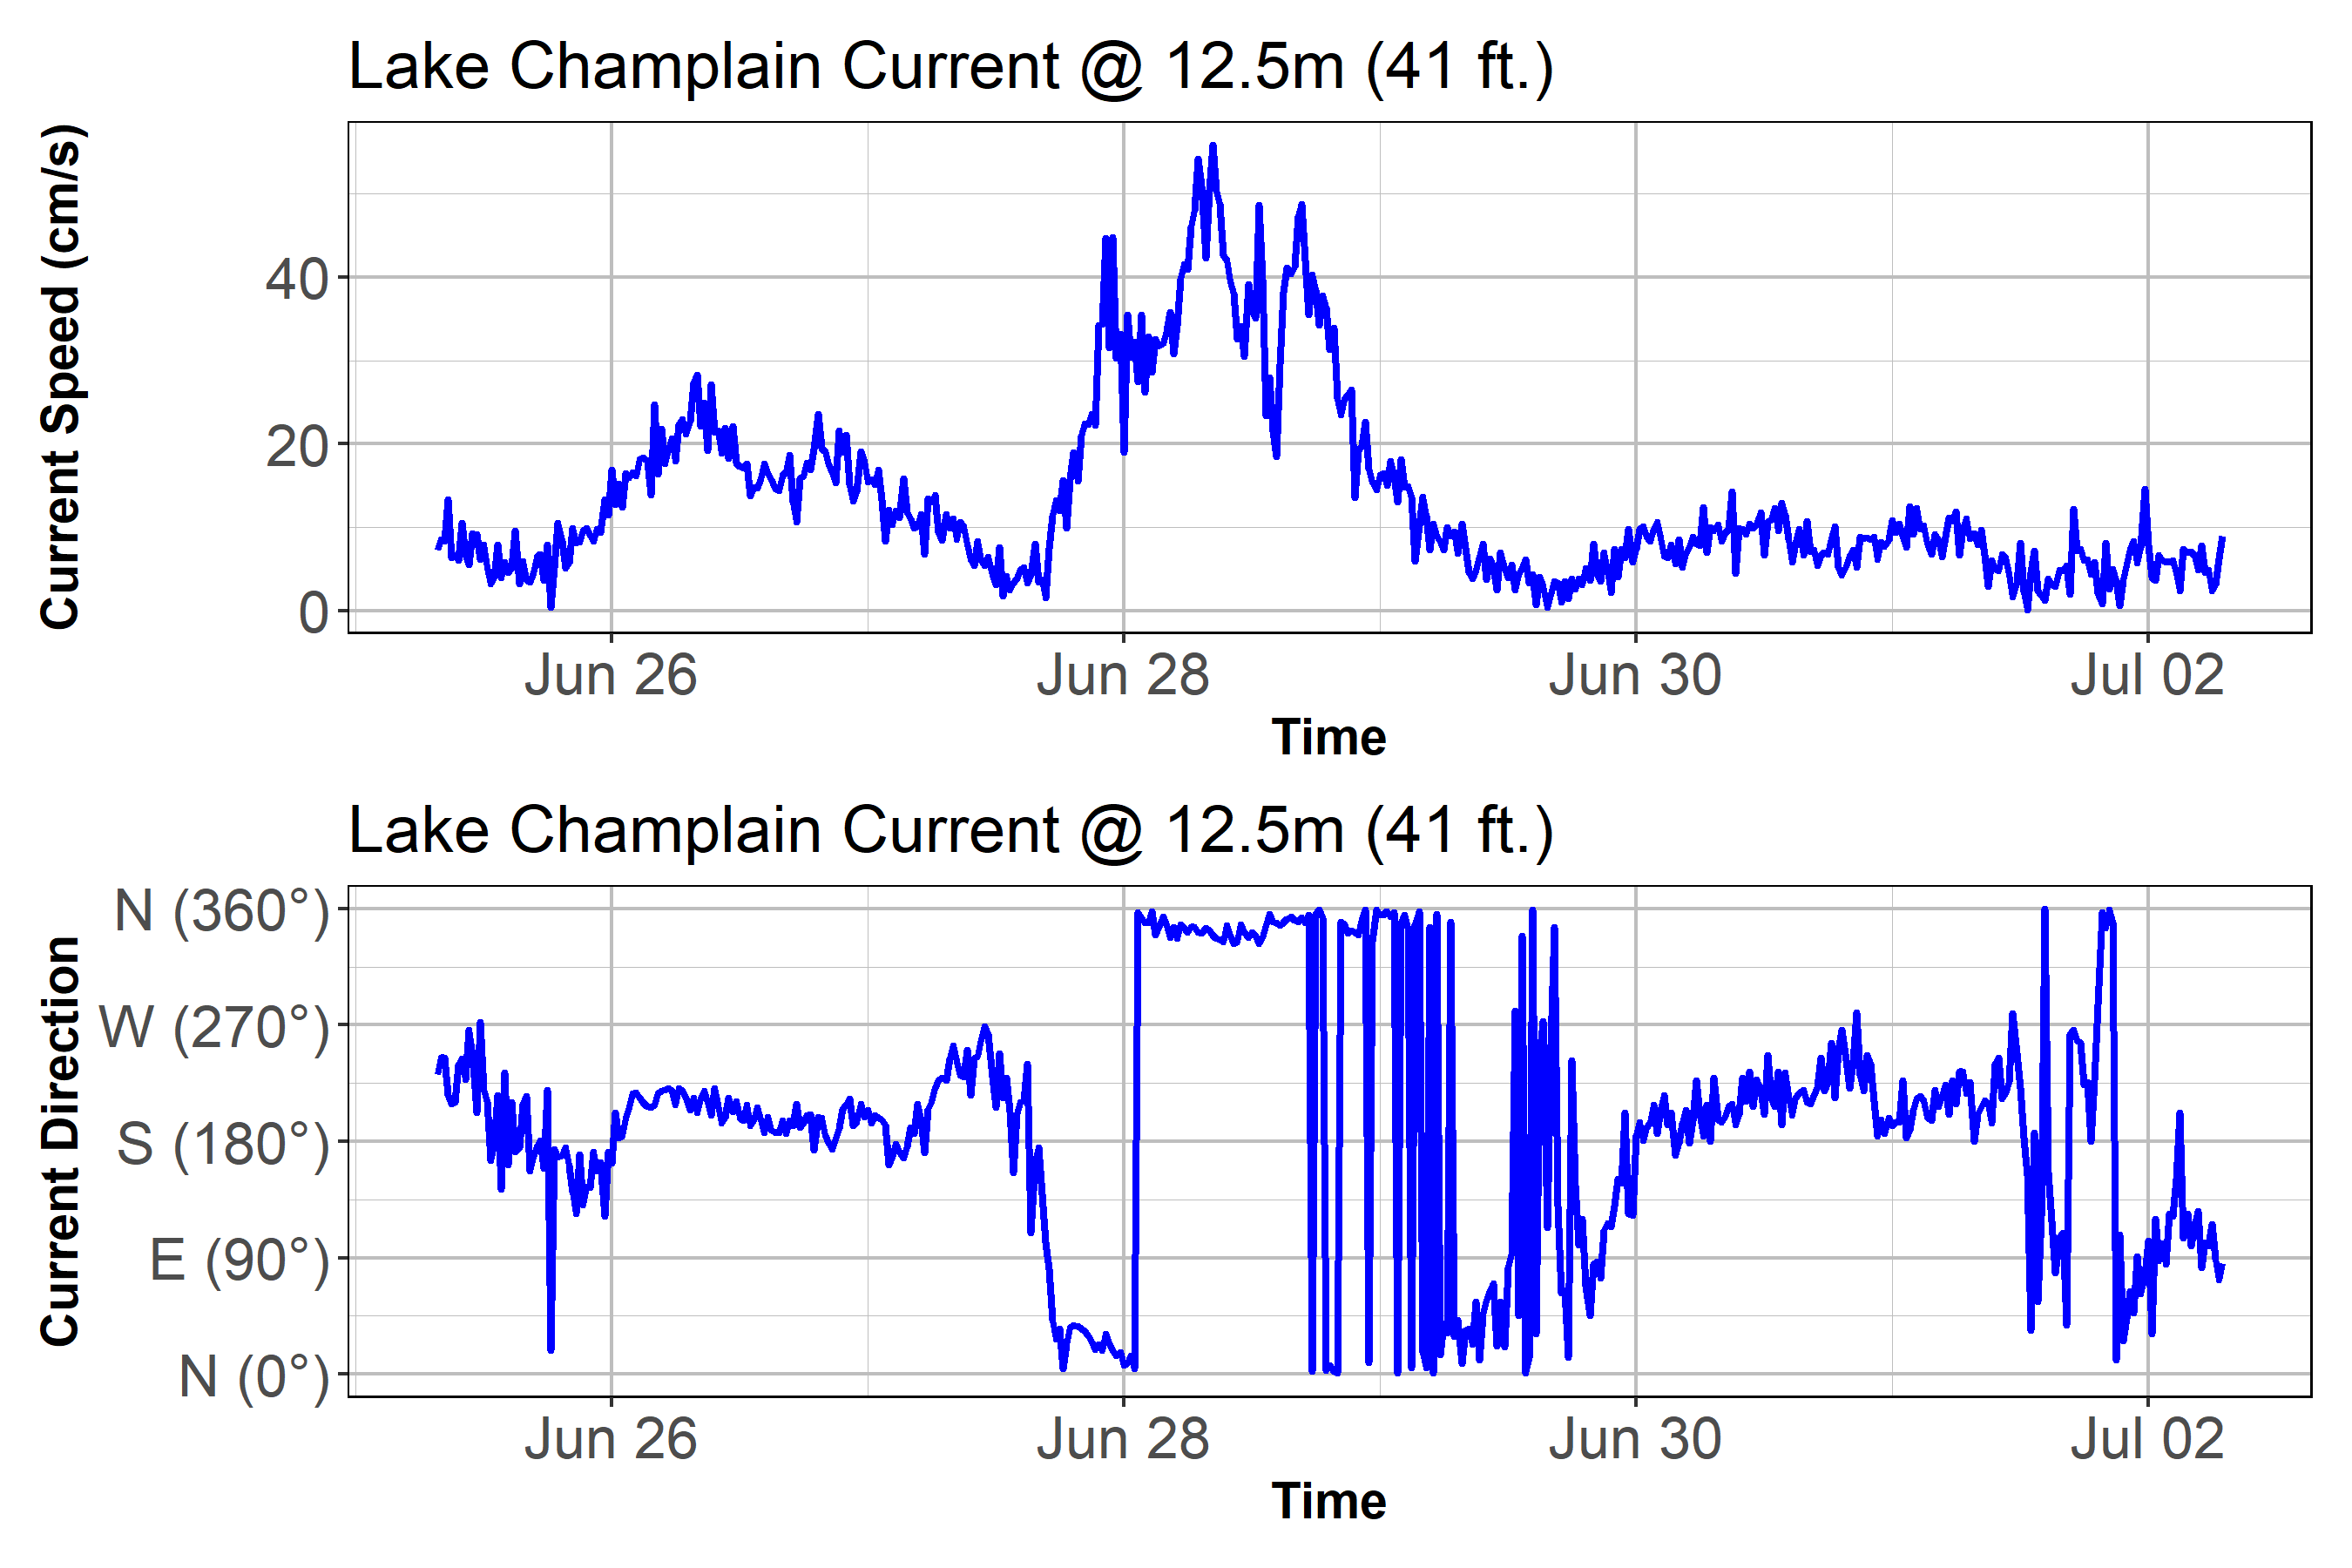 Lake Champlain Current @ 12.5m (41 ft.)
Current Speed (cm/s)
40
20
0
Jun 26 Jun 28 Jun 30 Jul 02
Time
Lake Champlain Current @ 12.5m (41 ft.)
Current Direction
N (360°)
W (270°)
S (180°)
E (90°)
N (0°)
Jun 26 Jun 28 Jun 30 Jul 02
Time